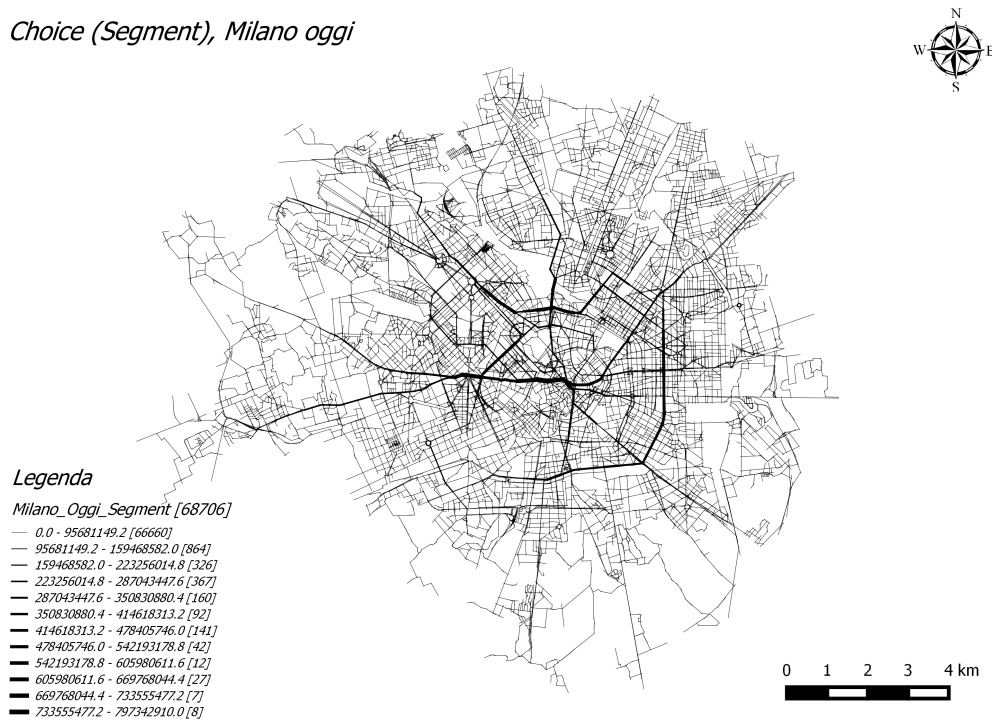 Choice (Segment), Milano oggi
N
W E
S
Legenda
Milano_Oggi_Segment [68706]
0.0 - 95681149.2 [66660]
95681149.2 - 159468582.0 [864]
159468582.0 - 223256014.8 [326]
223256014.8 - 287043447.6 [367]
287043447.6 - 350830880.4 [160]
350830880.4 - 414618313.2 [92]
414618313.2 - 478405746.0 [141]
478405746.0 - 542193178.8 [42]
542193178.8 - 605980611.6 [12]
605980611.6 - 669768044.4 [27]
669768044.4 - 733555477.2 [7]
733555477.2 - 797342910.0 [8]
0 1 2 3 4 km